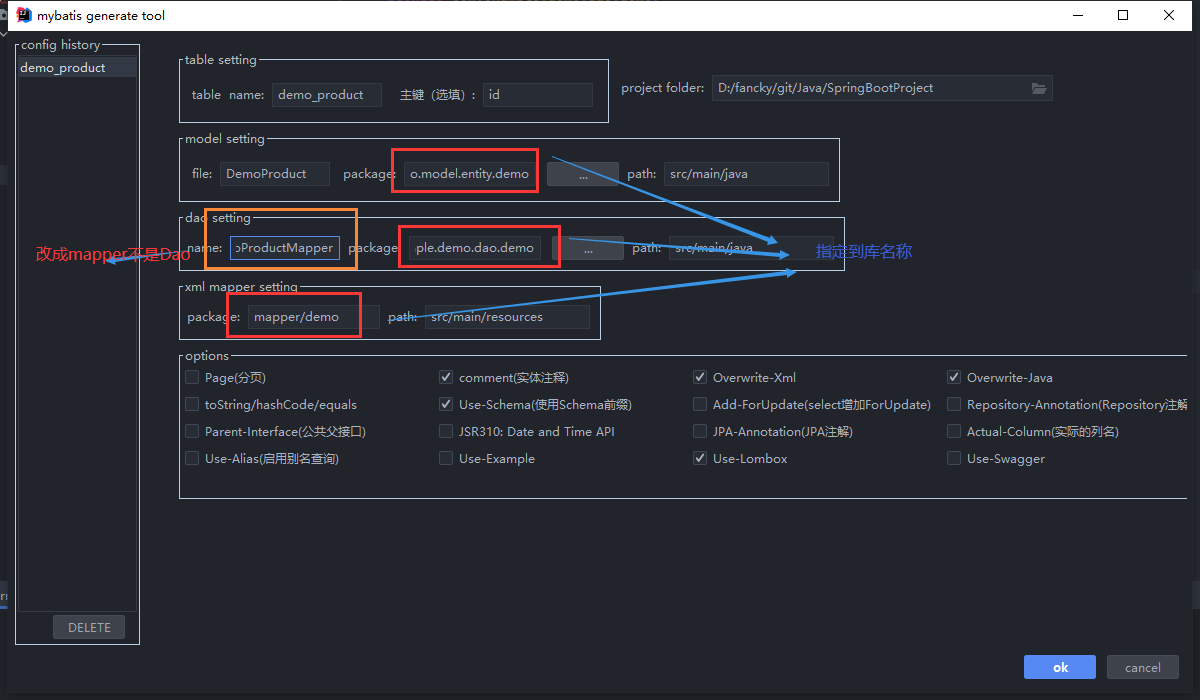 mybatis generate tool
config history
demo_product
DELETE
table setting
table name: demo_product 主键（选填）: id
project folder: D:/fancky/git/Java/SpringBootProject
model setting
file: DemoProduct package: o.model.entity.demo ... path: src/main/java
dao setting
name: oProductMapper package ple.demo.dao.demo ... path: src/main/java
改成mapper不是Dao
指定到库名称
xml mapper setting
package: mapper/demo path: src/main/resources
options
Page(分页) comment(实体注释) Overwrite-Xml Overwrite-Java
toString/hashCode/equals Use-Schema(使用Schema前缀) Add-ForUpdate(select增加ForUpdate) Repository-Annotation(Repository注解
Parent-Interface(公共父接口) JSR310: Date and Time API JPA-Annotation(JPA注解) Actual-Column(实际的列名)
Use-Alias(启用别名查询) Use-Example Use-Lombox Use-Swagger
ok cancel